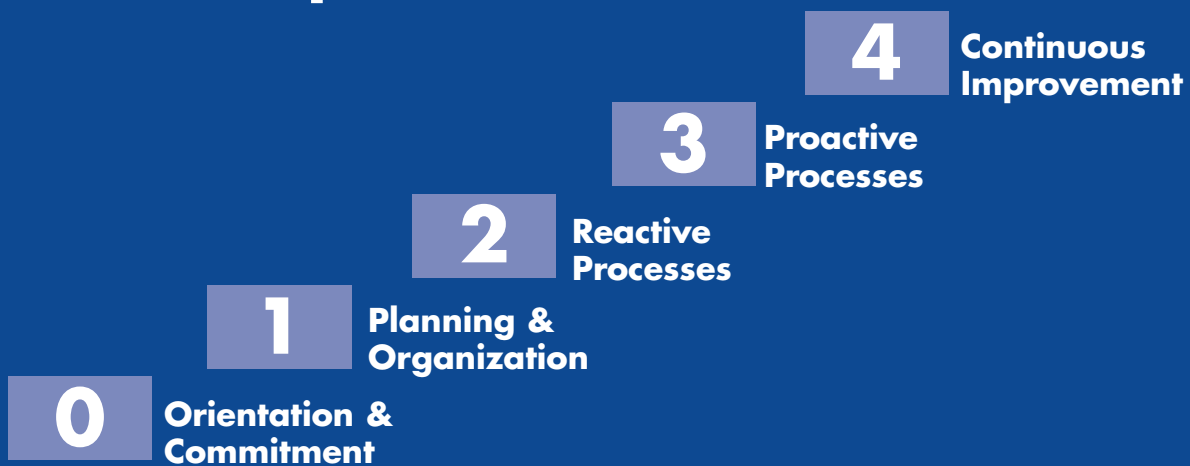 4
Continuous
Improvement
3
Proactive
Processes
2
Reactive
Processes
1
Planning &
Organization
0
Orientation &
Commitment